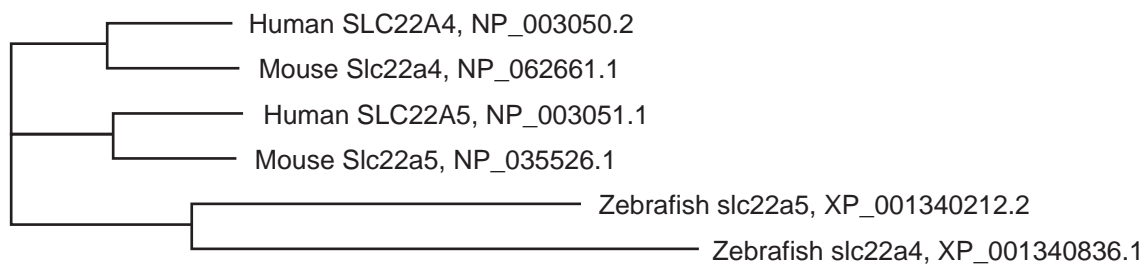 Human SLC22A4, NP_003050.2
Mouse Slc22a4, NP_062661.1
Human SLC22A5, NP_003051.1
Mouse Slc22a5, NP_035526.1
Zebrafish slc22a5, XP_001340212.2
Zebrafish slc22a4, XP_001340836.1